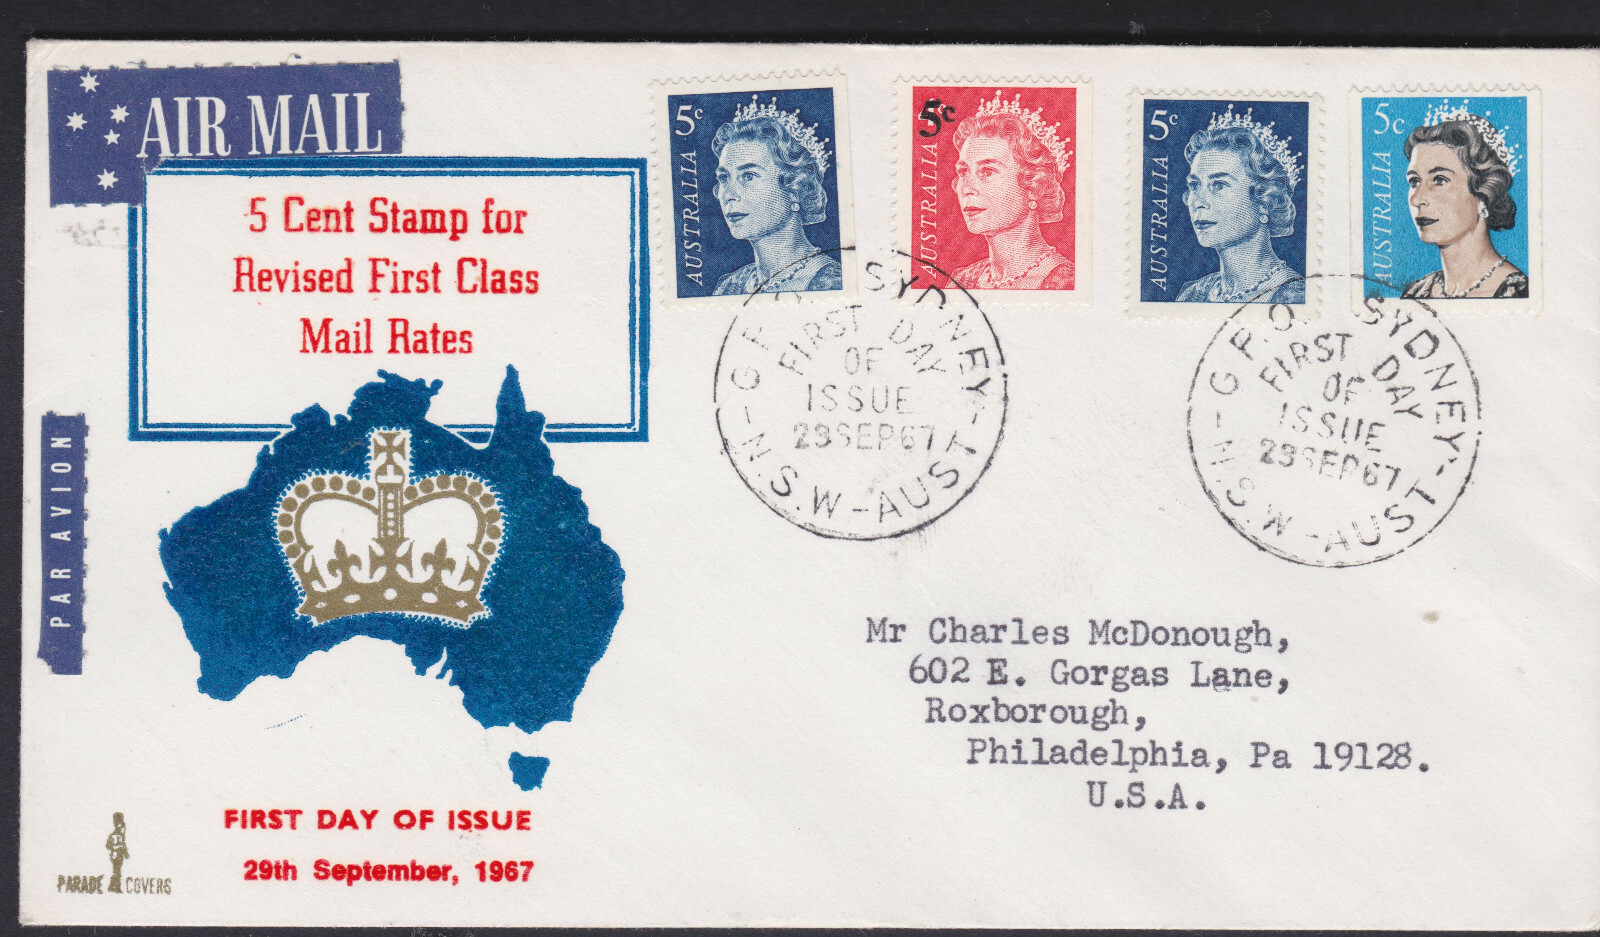 AIR MAIL
5 Cent Stamp for
Revised First Class
Mail Rates
PAR AVION
FIRST DAY OF ISSUE
29th September, 1967
PARADE COVERS
5c
AUSTRALIA
5c
AUSTRALIA
5c
AUSTRALIA
5c
AUSTRALIA
G.P.O. SYDNEY
FIRST DAY
OF
ISSUE
29SEP67
N.S.W-AUST
G.P.O. SYDNEY
FIRST DAY
OF
ISSUE
29SEP67
N.S.W-AUST
Mr Charles McDonough,
602 E. Gorgas Lane,
Roxborough,
Philadelphia, Pa 19128.
U.S.A.